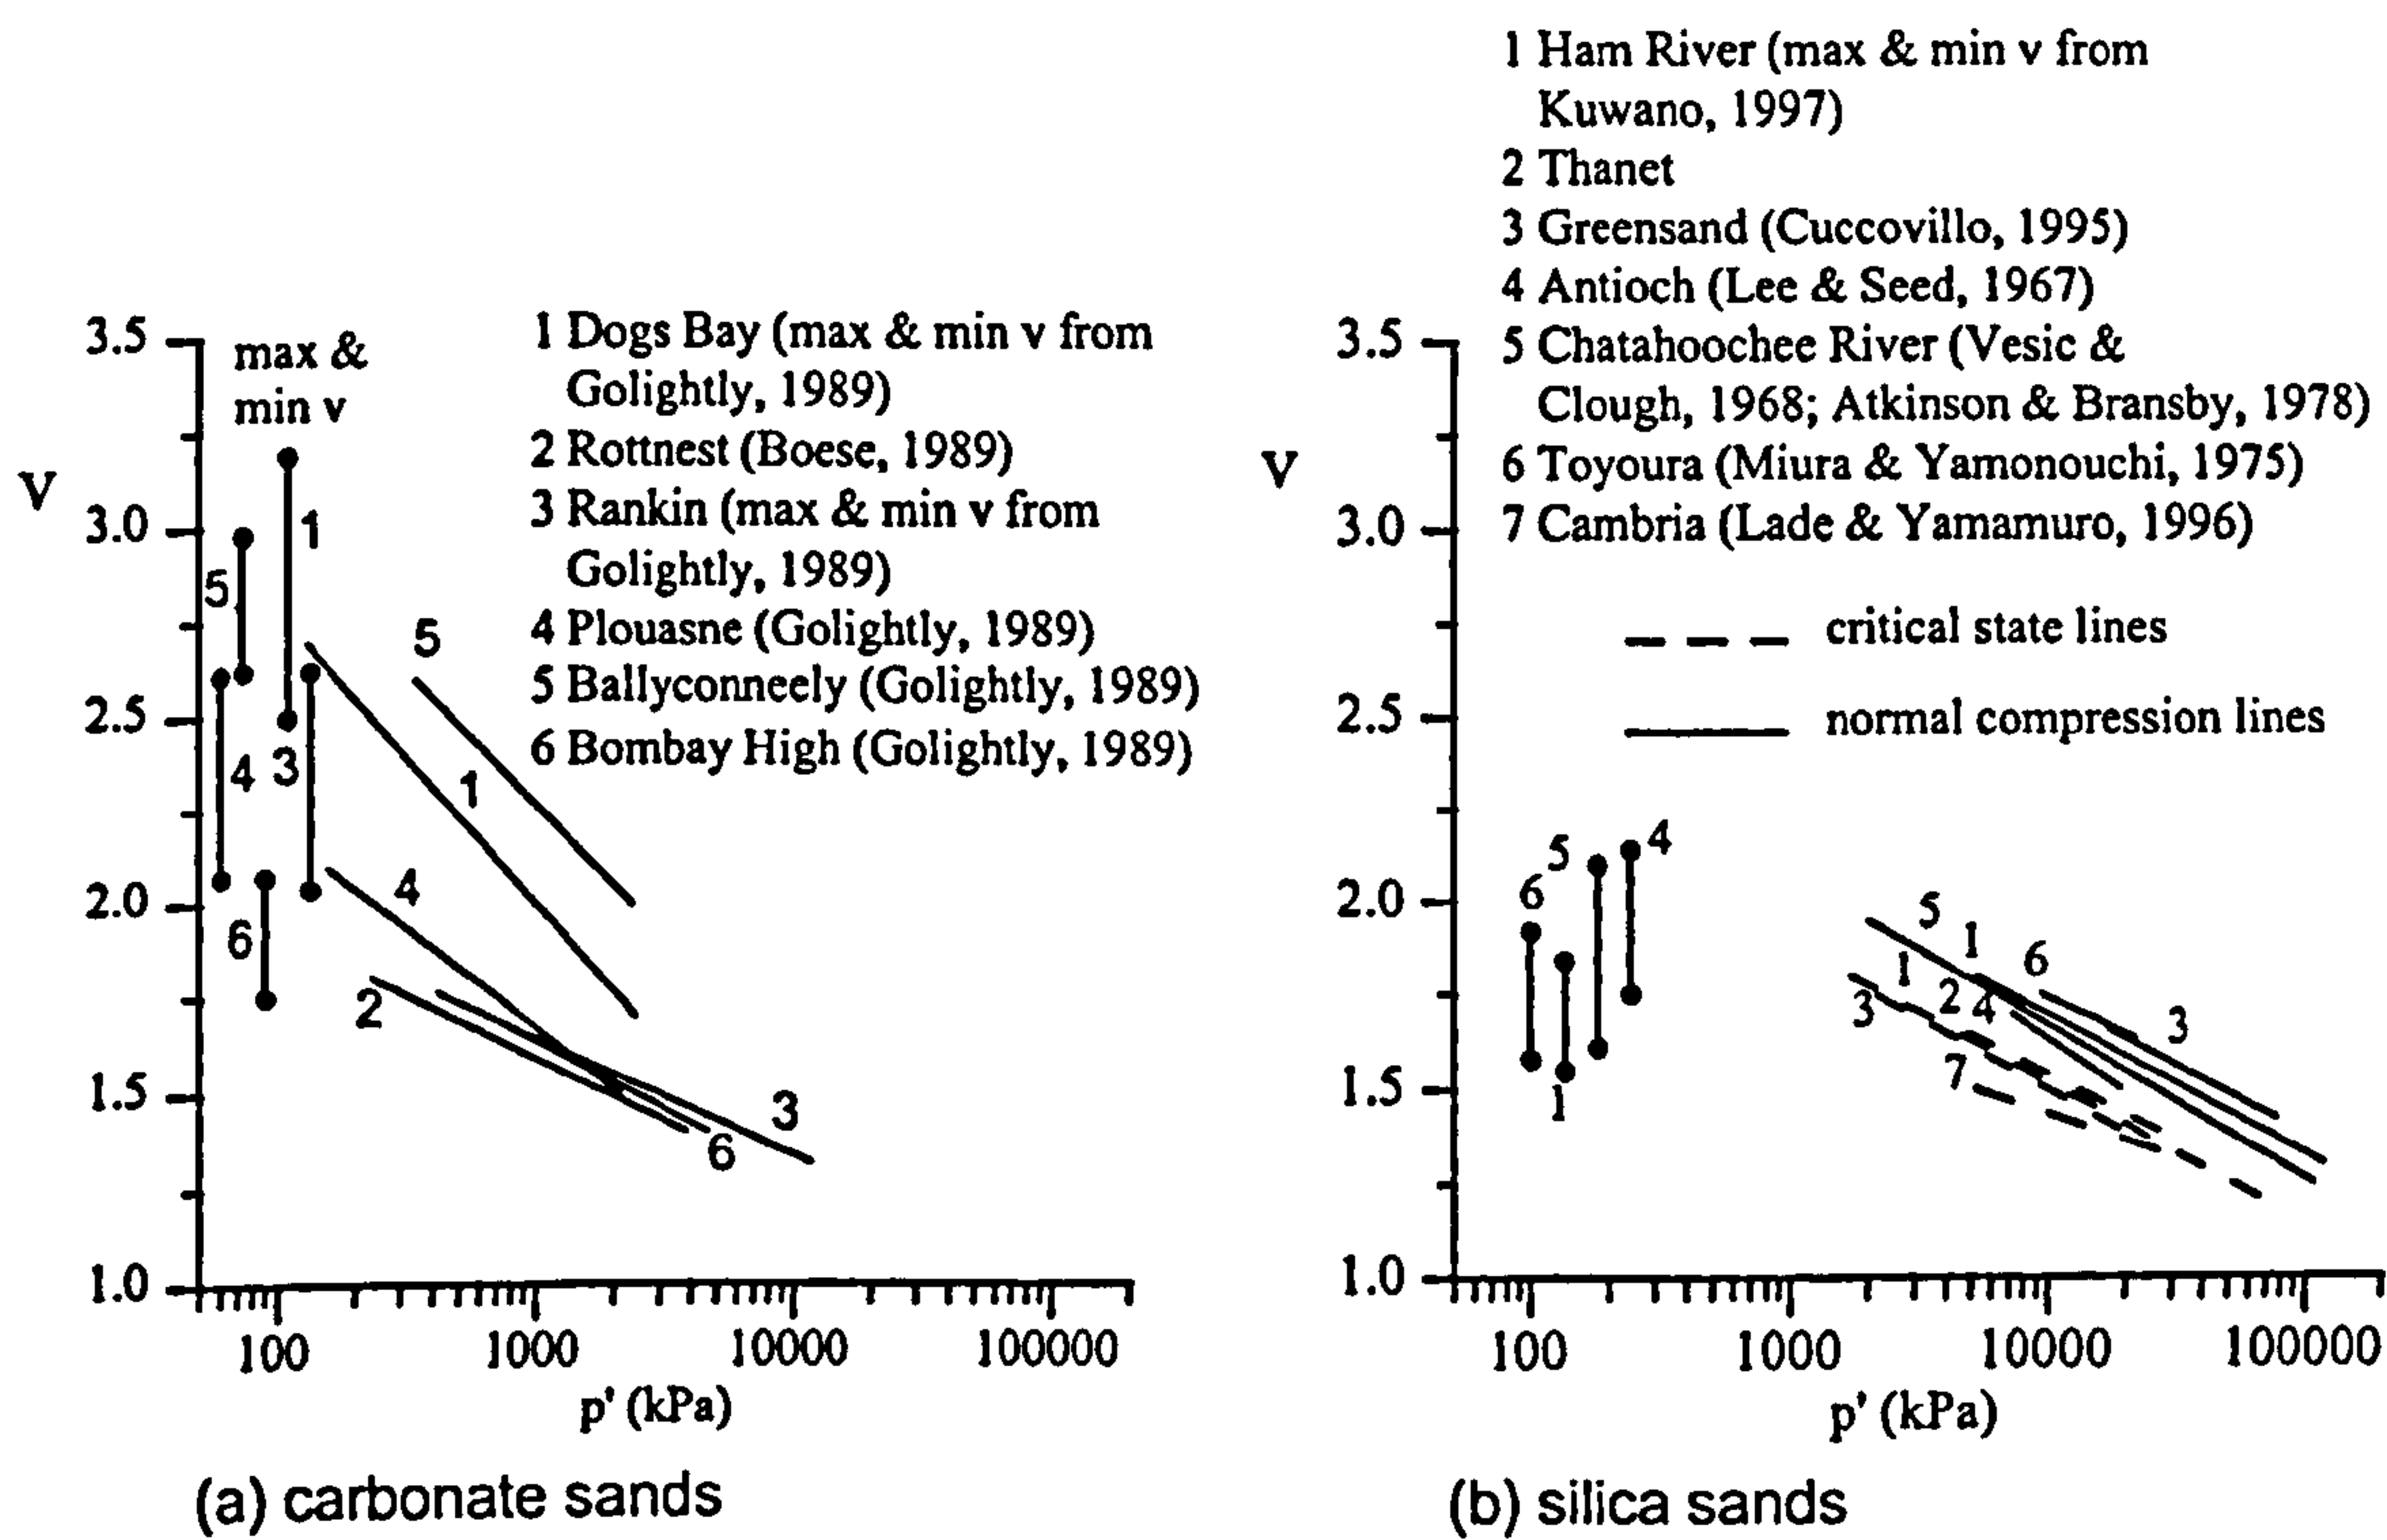 3.5
3.0
2.5
2.0
1.5
1.0
v
max &
min v
5
1
4
3
6
1 Dogs Bay (max & min v from
Golightly, 1989)
2 Rottnest (Boese, 1989)
3 Rankin (max & min v from
Golightly, 1989)
4 Plouasne (Golightly, 1989)
5 Ballyconneely (Golightly, 1989)
6 Bombay High (Golightly, 1989)
5
1
4
2
3
6
100 1000 10000 100000
p' (kPa)
(a) carbonate sands
1 Ham River (max & min v from
Kuwano, 1997)
2 Thanet
3 Greensand (Cuccovillo, 1995)
4 Antioch (Lee & Seed, 1967)
5 Chatahoochee River (Vesic &
Clough, 1968; Atkinson & Bransby, 1978)
6 Toyoura (Miura & Yamonouchi, 1975)
7 Cambria (Lade & Yamamuro, 1996)
critical state lines
normal compression lines
3.5
3.0
2.5
2.0
1.5
1.0
v
6
5
4
1
5
1
6
1
3
2
4
3
7
100 1000 10000 100000
p' (kPa)
(b) silica sands